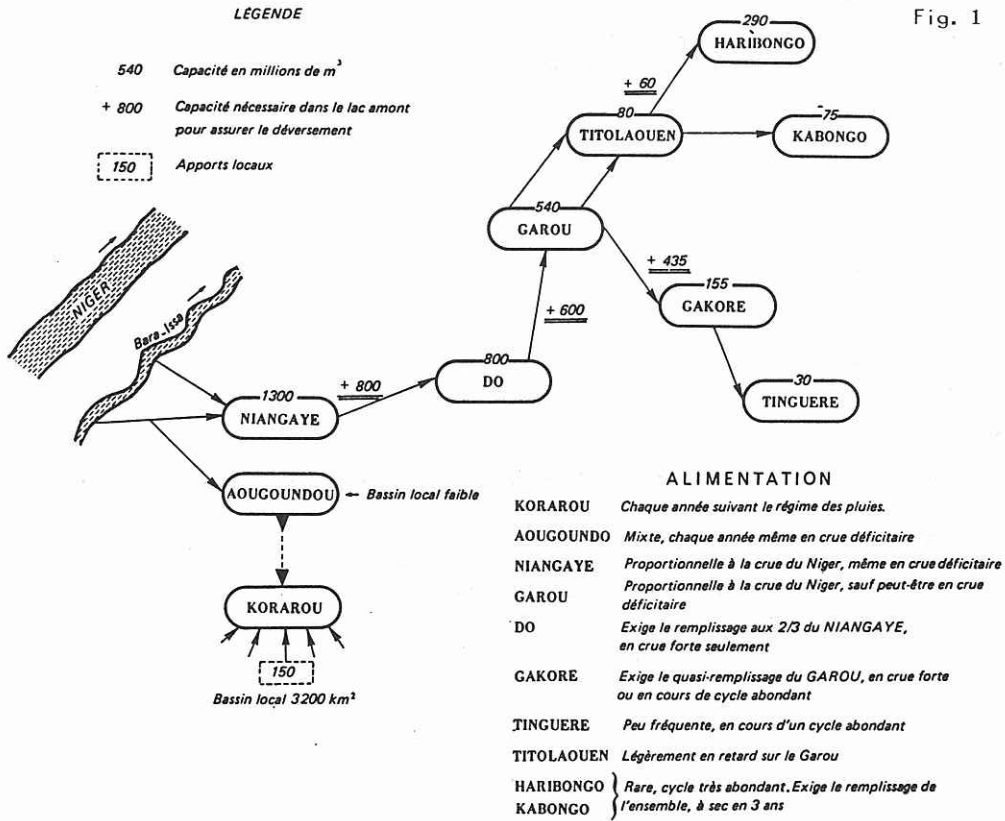 Fig. 1
LÉGENDE
540 Capacité en millions de m³
+ 800 Capacité nécessaire dans le lac amont
pour assurer le déversement
150 Apports locaux
290
HARIBONGO
+ 60
80
TITOLAOUEN
75
KABONGO
540
GAROU
+ 435
155
GAKORE
+ 600
NIGER
Bara_Issa
800
DO
+ 800
1300
NIANGAYE
30
TINGUERE
AOUGOUNDOU
Bassin local faible
KORAROU
150
Bassin local 3200 km²
ALIMENTATION
KORAROU Chaque année suivant le régime des pluies.
AOUGOUNDO Mixte, chaque année même en crue déficitaire
NIANGAYE Proportionnelle à la crue du Niger, même en crue déficitaire
GAROU Proportionnelle à la crue du Niger, sauf peut-être en crue
déficitaire
DO Exige le remplissage aux 2/3 du NIANGAYE,
en crue forte seulement
GAKORE Exige le quasi-remplissage du GAROU, en crue forte
ou en cours de cycle abondant
TINGUERE Peu fréquente, en cours d'un cycle abondant
TITOLAOUEN Légèrement en retard sur le Garou
HARIBONGO Rare, cycle très abondant. Exige le remplissage de
KABONGO l'ensemble, à sec en 3 ans